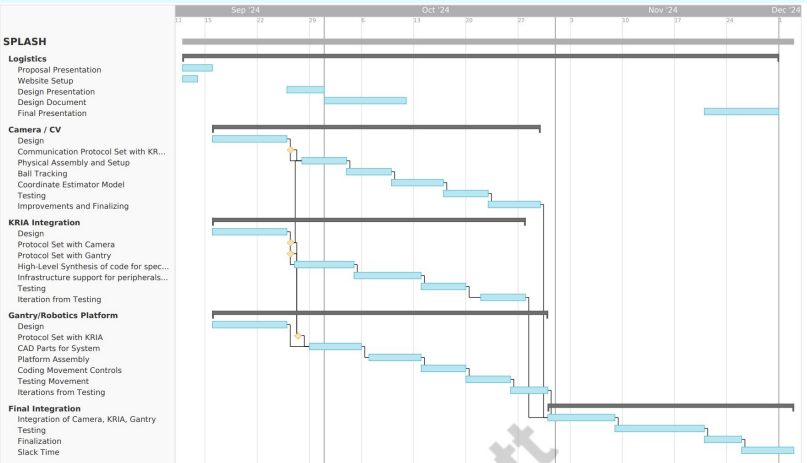 Sep '24 Oct '24 Nov '24 Dec '24
11 15 22 29 6 13 20 27 3 10 17 24 1
SPLASH
Logistics
Proposal Presentation
Website Setup
Design Presentation
Design Document
Final Presentation
Camera / CV
Design
Communication Protocol Set with KR...
Physical Assembly and Setup
Ball Tracking
Coordinate Estimator Model
Testing
Improvements and Finalizing
KRIA Integration
Design
Protocol Set with Camera
Protocol Set with Gantry
High-Level Synthesis of code for spec...
Infrastructure support for peripherals...
Testing
Iteration from Testing
Gantry/Robotics Platform
Design
Protocol Set with KRIA
CAD Parts for System
Platform Assembly
Coding Movement Controls
Testing Movement
Iterations from Testing
Final Integration
Integration of Camera, KRIA, Gantry
Testing
Finalization
Slack Time